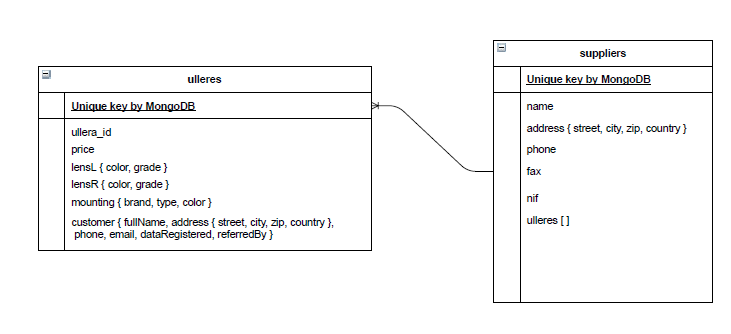 ulleres
Unique key by MongoDB
ullera_id
price
lensL { color, grade }
lensR { color, grade }
mounting { brand, type, color }
customer { fullName, address { street, city, zip, country },
phone, email, dataRegistered, referredBy }
suppliers
Unique key by MongoDB
name
address { street, city, zip, country }
phone
fax
nif
ulleres [ ]